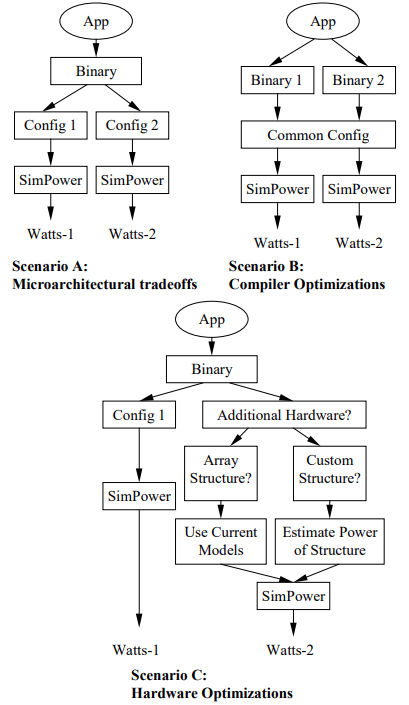 App
Binary
Config 1
Config 2
SimPower
SimPower
Watts-1
Watts-2
Scenario A:
Microarchitectural tradeoffs
App
Binary 1
Binary 2
Common Config
SimPower
SimPower
Watts-1
Watts-2
Scenario B:
Compiler Optimizations
App
Binary
Config 1
Additional Hardware?
Array
Structure?
Custom
Structure?
SimPower
Use Current
Models
Estimate Power
of Structure
SimPower
Watts-1
Watts-2
Scenario C:
Hardware Optimizations